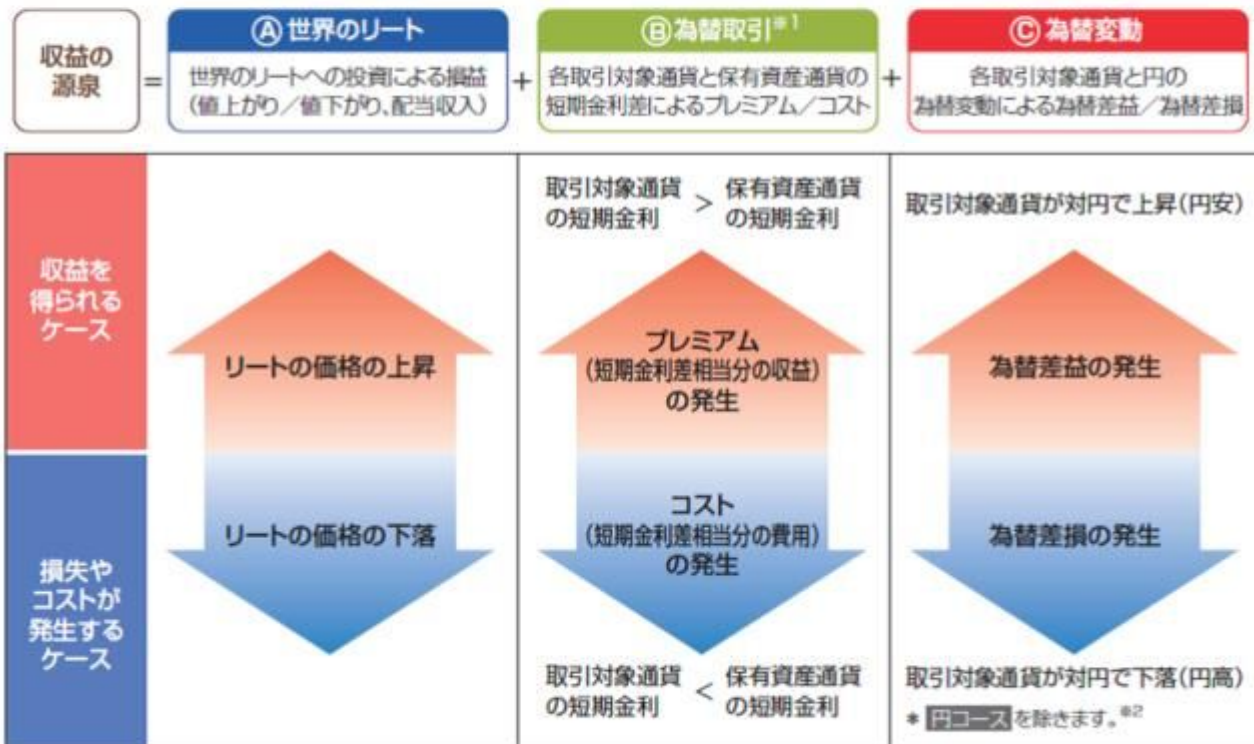 収益の
源泉
=
Ⓐ世界のリート
世界のリートへの投資による損益
(値上がり/値下がり、配当収入)
+
Ⓑ為替取引※1
各取引対象通貨と保有資産通貨の
短期金利差によるプレミアム/コスト
+
Ⓒ為替変動
各取引対象通貨と円の
為替変動による為替差益/為替差損
収益を
得られる
ケース
リートの価格の上昇
取引対象通貨
の短期金利
>
保有資産通貨
の短期金利
プレミアム
(短期金利差相当分の収益)
の発生
取引対象通貨が対円で上昇(円安)
為替差益の発生
損失や
コストが
発生する
ケース
リートの価格の下落
コスト
(短期金利差相当分の費用)
の発生
取引対象通貨
の短期金利
<
保有資産通貨
の短期金利
為替差損の発生
取引対象通貨が対円で下落(円高)
* 円コースを除きます。※2